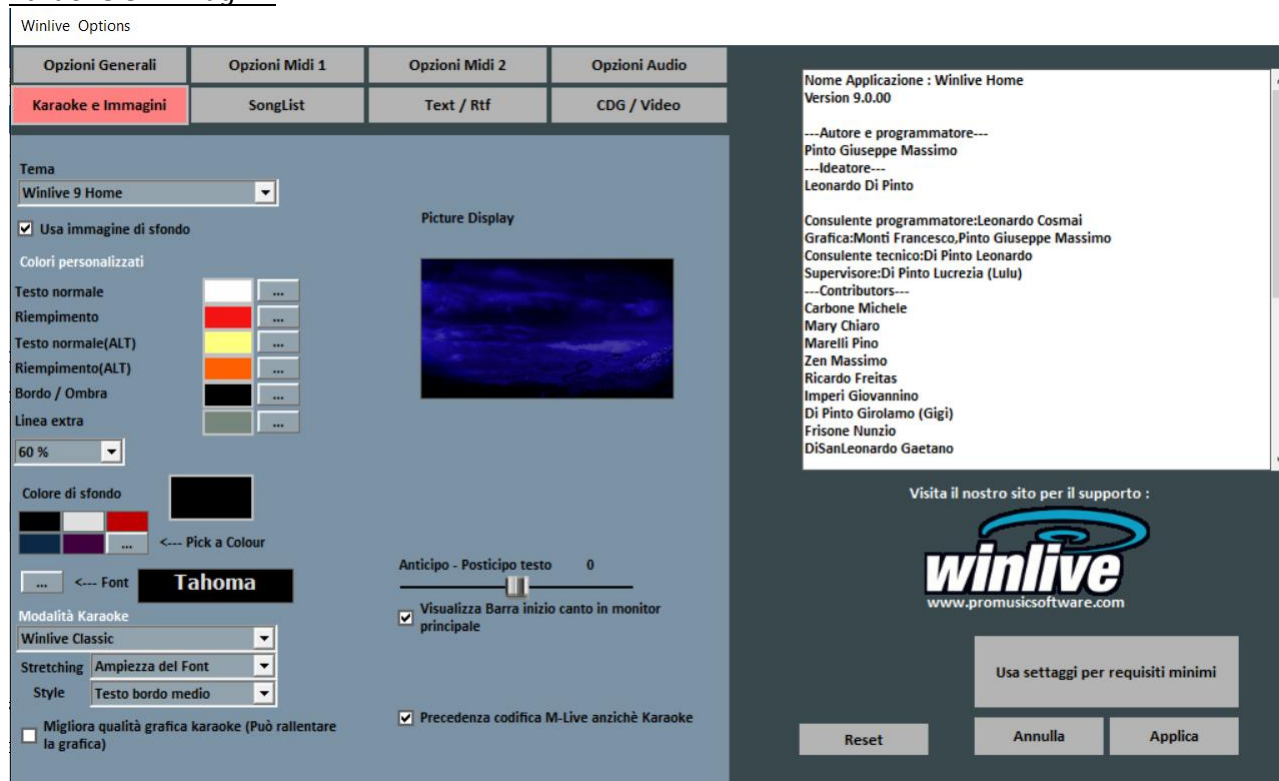 Winlive Options
Opzioni Generali
Opzioni Midi 1
Opzioni Midi 2
Opzioni Audio
Karaoke e Immagini
SongList
Text / Rtf
CDG / Video
Tema
Winlive 9 Home
Usa immagine di sfondo
Colori personalizzati
Testo normale
...
Riempimento
...
Testo normale(ALT)
...
Riempimento(ALT)
...
Bordo / Ombra
...
Linea extra
...
60 %
Colore di sfondo
...
<--- Pick a Colour
...
<--- Font
Tahoma
Modalità Karaoke
Winlive Classic
Stretching
Ampiezza del Font
Style
Testo bordo medio
Migliora qualità grafica karaoke (Può rallentare
la grafica)
Picture Display
Anticipo - Posticipo testo 0
Visualizza Barra inizio canto in monitor
principale
Precedenza codifica M-Live anzichè Karaoke
Nome Applicazione : Winlive Home
Version 9.0.00
---Autore e programmatore---
Pinto Giuseppe Massimo
---Ideatore---
Leonardo Di Pinto
Consulente programmatore:Leonardo Cosmai
Grafica:Monti Francesco,Pinto Giuseppe Massimo
Consulente tecnico:Di Pinto Leonardo
Supervisore:Di Pinto Lucrezia (Lulu)
---Contributors---
Carbone Michele
Mary Chiaro
Marelli Pino
Zen Massimo
Ricardo Freitas
Imperi Giovannino
Di Pinto Girolamo (Gigi)
Frisone Nunzio
DiSanLeonardo Gaetano
Visita il nostro sito per il supporto :
winlive
www.promusicsoftware.com
Usa settaggi per requisiti minimi
Reset
Annulla
Applica